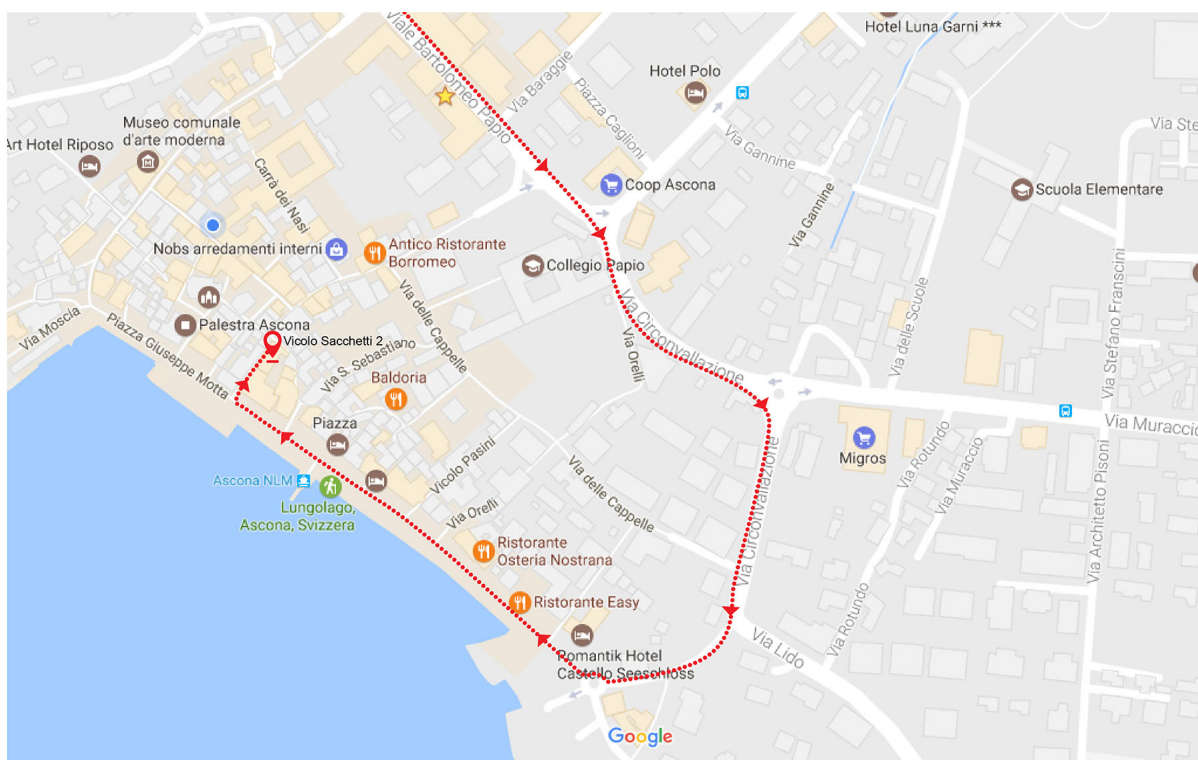 Hotel Luna Garni ***
Viale Bartolomeo Papio
Hotel Polo
Via Baraggie
Piazza Caglioni
Museo comunale
d'arte moderna
Art Hotel Riposo
Via Gannine
Via Ste
Carrà dei Nasi
Coop Ascona
Scuola Elementare
Via Gannine
Nobs arredamenti interni
Antico Ristorante
Borromeo
Collegio Papio
Via Moscia
Piazza Giuseppe Motta
Palestra Ascona
Via delle Cappelle
Via Circonvallazione
Via Orelli
Via delle Scuole
Via Stefano Franscini
Vicolo Sacchetti 2,
Via S. Sebastiano
Baldoria
Piazza
Via Muraccio
Migros
Vicolo Pasini
Via Rotundo
Via Muraccio
Ascona NLM
Lungolago,
Ascona, Svizzera
Via Orelli
Via delle Cappelle
Via Circonvallazione
Via Architetto Pisoni
Ristorante
Osteria Nostrana
Ristorante Easy
Via Rotundo
Via Lido
Romantik Hotel
Castello Seeschloss
Google